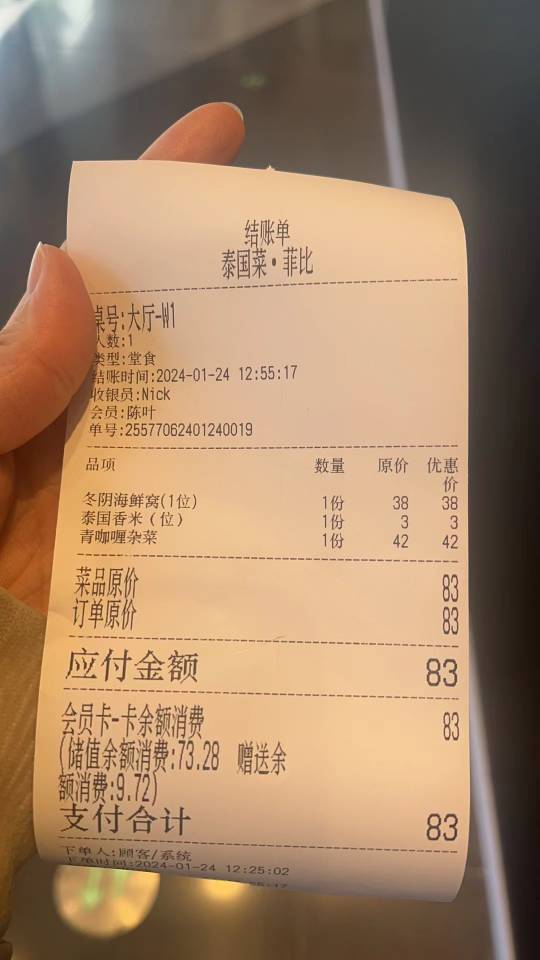 结账单
泰国菜·菲比
桌号:大厅-W1
人数:1
类型:堂食
结账时间:2024-01-24 12:55:17
收银员:Nick
会员:陈叶
单号:25577062401240019
品项 数量 原价 优惠价
冬阴海鲜窝(1位) 1份 38 38
泰国香米(位) 1份 3 3
青咖喱杂菜 1份 42 42
菜品原价 83
订单原价 83
应付金额 83
会员卡-卡余额消费 83
(储值余额消费:73.28 赠送余
额消费:9.72)
支付合计 83
下单人:顾客/系统
下单时间:2024-01-24 12:25:02